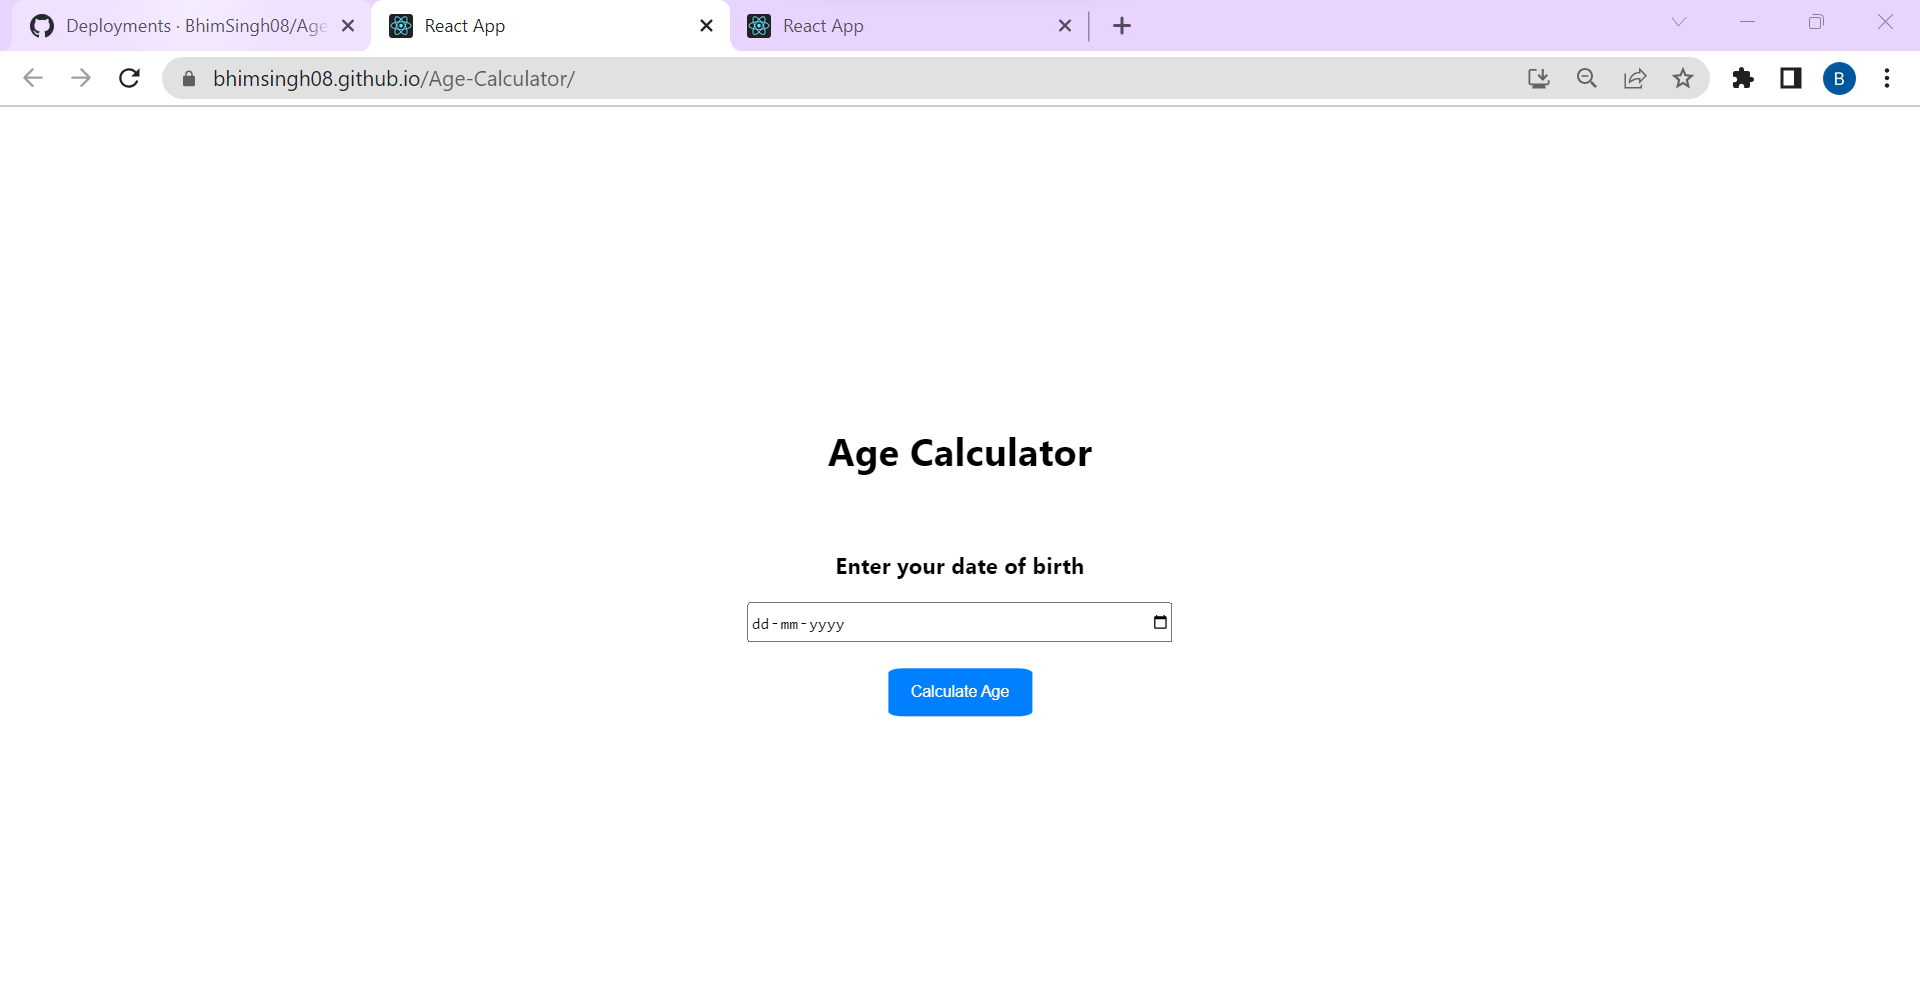 Deployments · BhimSingh08/Age
React App
React App
bhimsingh08.github.io/Age-Calculator/
B
Age Calculator
Enter your date of birth
dd-mm-yyyy
Calculate Age